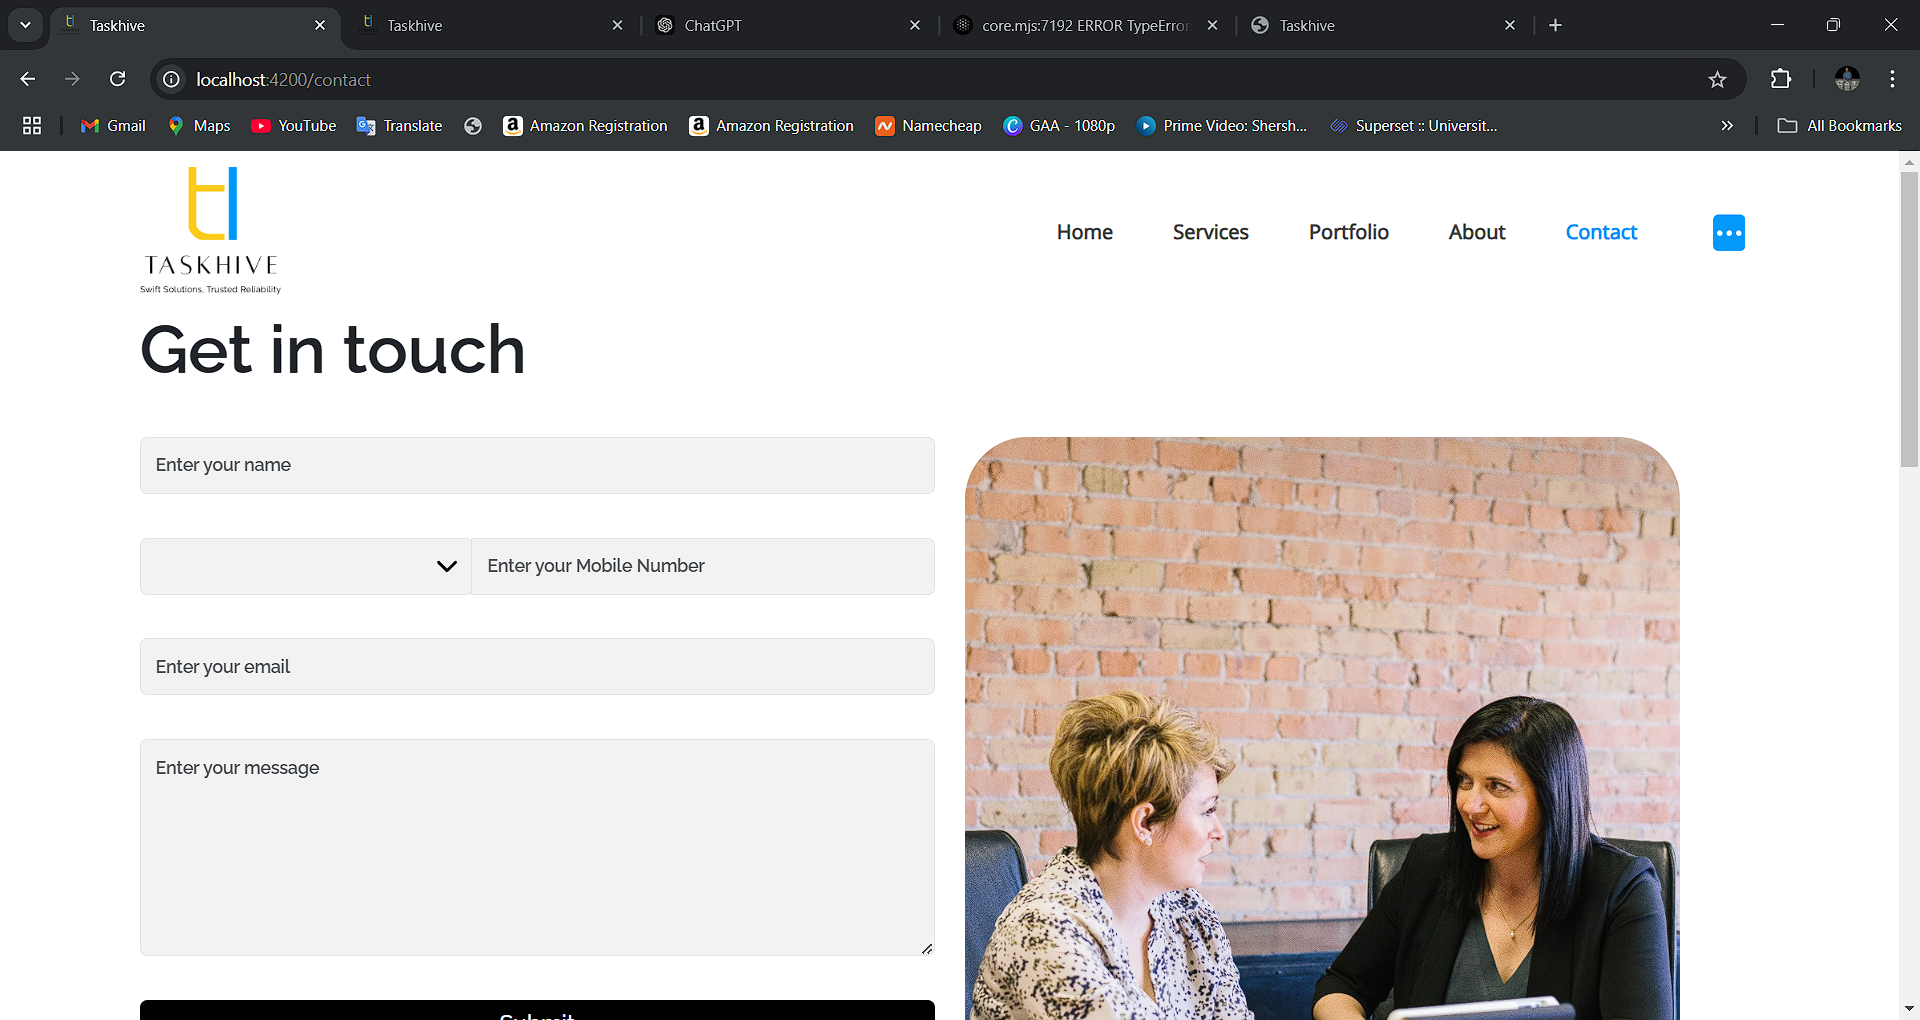 Taskhive
Taskhive
ChatGPT
core.mjs:7192 ERROR TypeError
Taskhive
localhost:4200/contact
Gmail
Maps
YouTube
Translate
Amazon Registration
Amazon Registration
Namecheap
GAA - 1080p
Prime Video: Shersh...
Superset :: Universit...
All Bookmarks
TASKHIVE
Swift Solutions, Trusted Reliability
Home
Services
Portfolio
About
Contact
Get in touch
Enter your name
Enter your Mobile Number
Enter your email
Enter your message
Submit